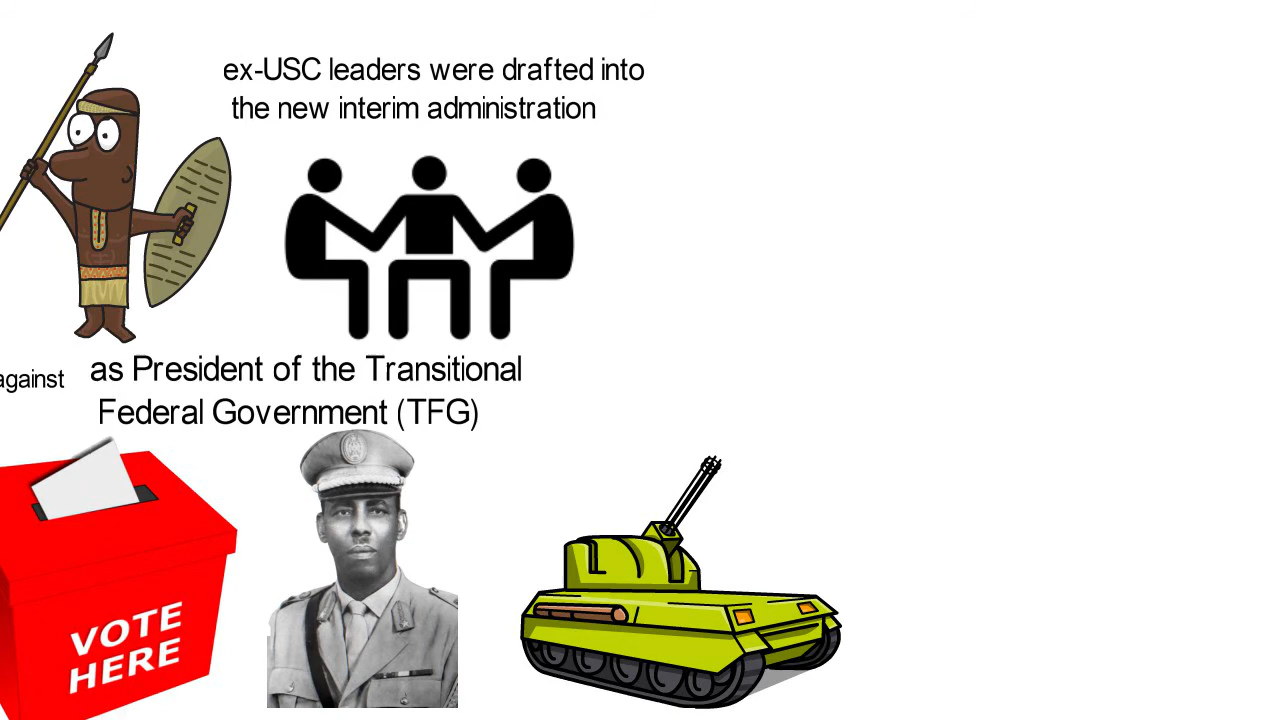 ex-USC leaders were drafted into
the new interim administration
against
as President of the Transitional
Federal Government (TFG)
VOTE
HERE